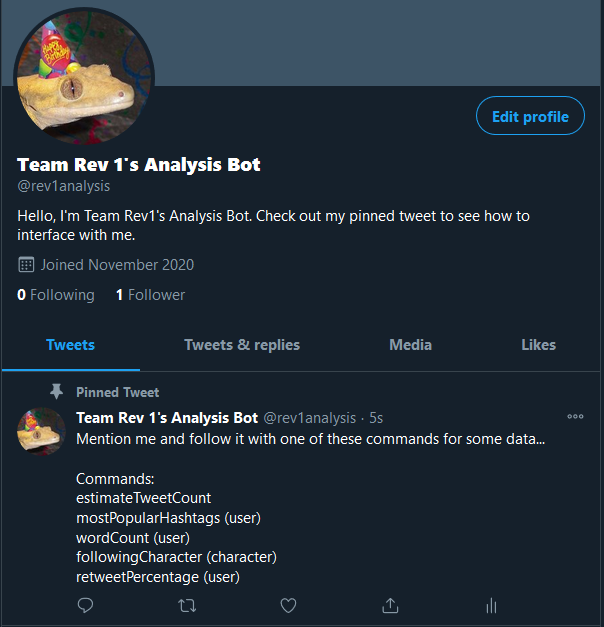 Happy
Birthday
Edit profile
Team Rev 1's Analysis Bot
@rev1analysis
Hello, I'm Team Rev1's Analysis Bot. Check out my pinned tweet to see how to
interface with me.
Joined November 2020
0 Following 1 Follower
Tweets Tweets & replies Media Likes
Pinned Tweet
Team Rev 1's Analysis Bot @rev1analysis · 5s
Mention me and follow it with one of these commands for some data...
Commands:
estimateTweetCount
mostPopularHashtags (user)
wordCount (user)
followingCharacter (character)
retweetPercentage (user)